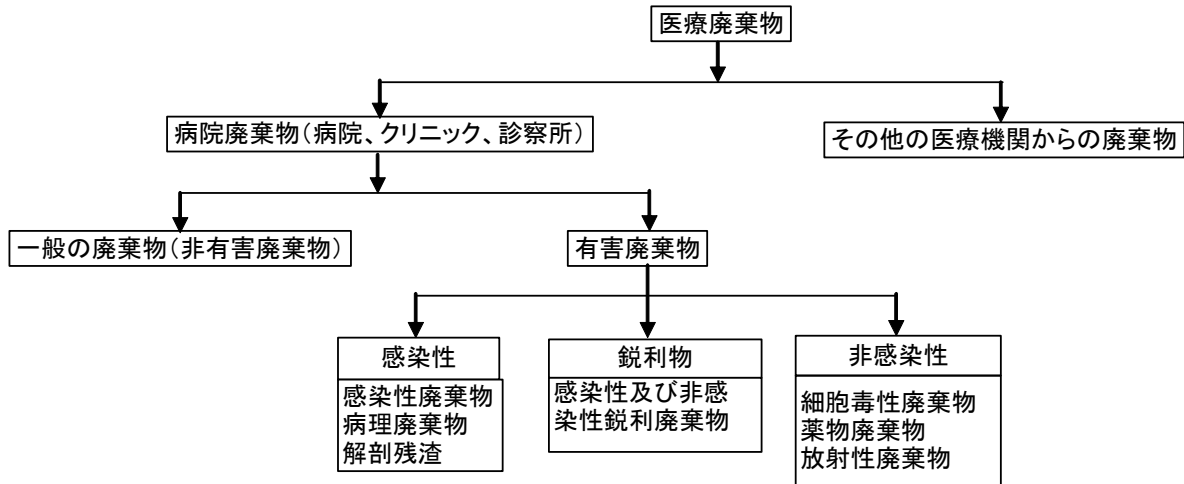 医療廃棄物
病院廃棄物(病院、クリニック、診察所)
その他の医療機関からの廃棄物
一般の廃棄物(非有害廃棄物)
有害廃棄物
感染性
感染性廃棄物
病理廃棄物
解剖残渣
鋭利物
感染性及び非感
染性鋭利廃棄物
非感染性
細胞毒性廃棄物
薬物廃棄物
放射性廃棄物